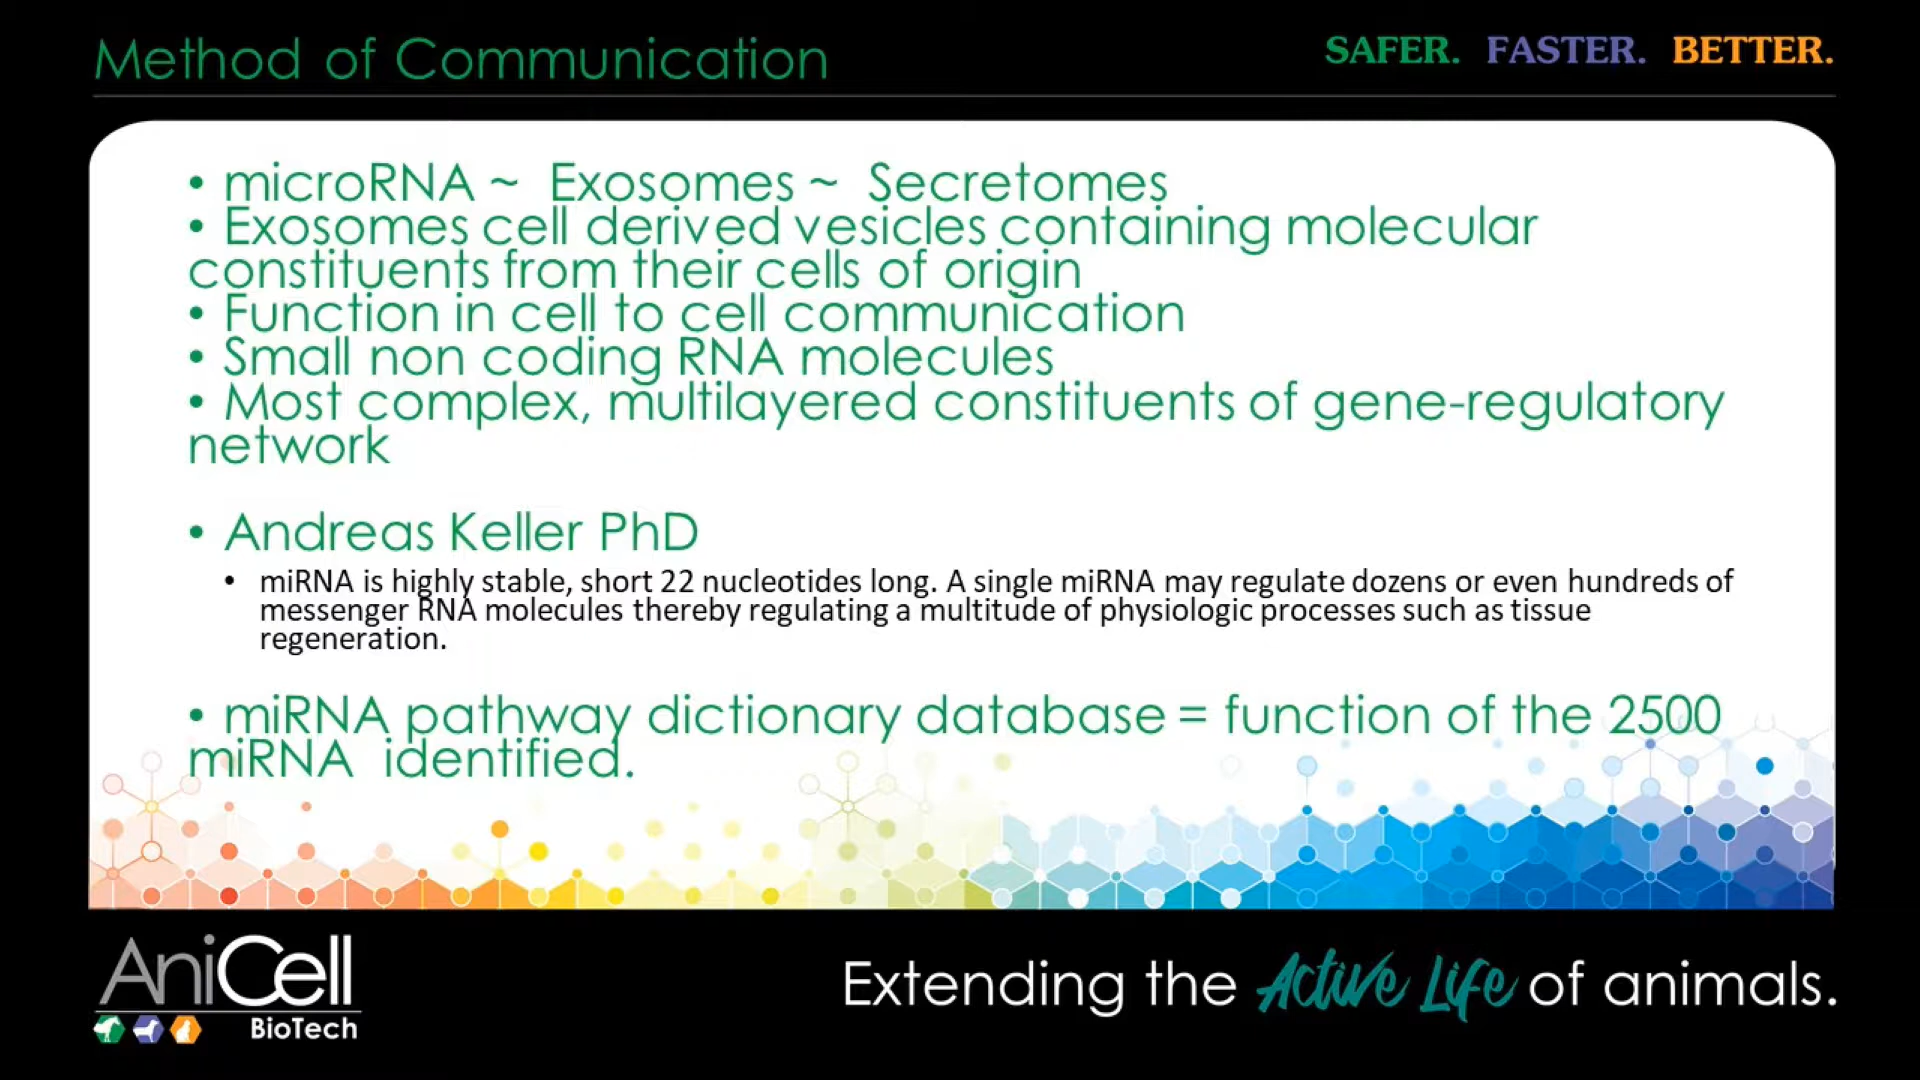 Method of Communication
SAFER. FASTER. BETTER.
• microRNA ~ Exosomes ~ Secretomes
• Exosomes cell derived vesicles containing molecular
constituents from their cells of origin
• Function in cell to cell communication
• Small non coding RNA molecules
• Most complex, multilayered constituents of gene-regulatory
network
• Andreas Keller PhD
• miRNA is highly stable, short 22 nucleotides long. A single miRNA may regulate dozens or even hundreds of
messenger RNA molecules thereby regulating a multitude of physiologic processes such as tissue
regeneration.
• miRNA pathway dictionary database = function of the 2500
miRNA identified.
AniCell
BioTech
Extending the Active Life of animals.